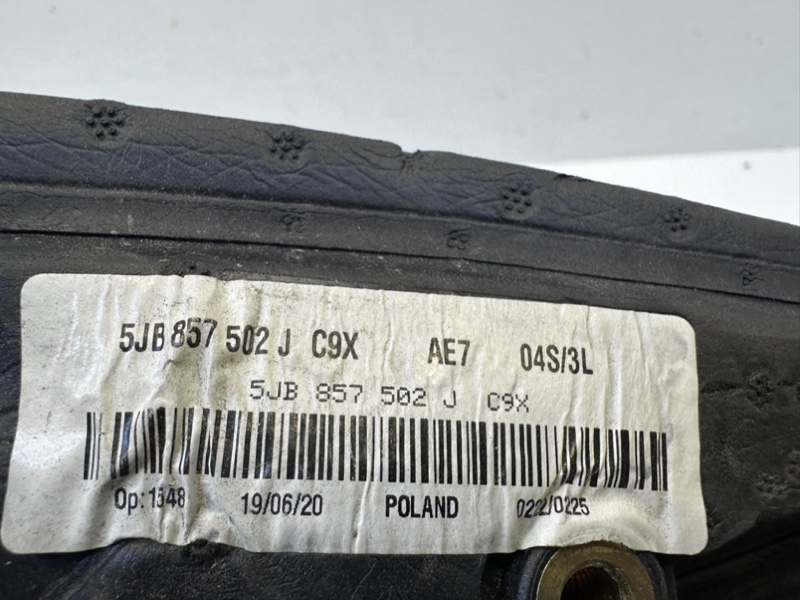 5JB 857 502 J C9X AE7 04S/3L
5JB 857 502 J C9X
Op:1548 19/06/20 POLAND 0222/0225